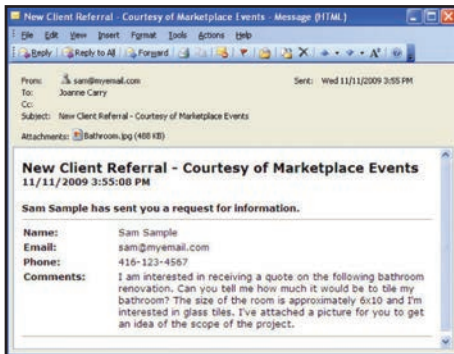 New Client Referral - Courtesy of Marketplace Events - Message (HTML)
File Edit View Insert Format Tools Actions Help
Reply Reply to All Forward
From: sam@myemail.com Sent: Wed 11/11/2009 3:55 PM
To: Joanne Carry
Cc:
Subject: New Client Referral - Courtesy of Marketplace Events
Attachments: Bathroom.jpg (488 KB)
New Client Referral - Courtesy of Marketplace Events
11/11/2009 3:55:08 PM
Sam Sample has sent you a request for information.
Name: Sam Sample
Email: sam@myemail.com
Phone: 416-123-4567
Comments: I am interested in receiving a quote on the following bathroom
renovation. Can you tell me how much it would be to tile my
bathroom? The size of the room is approximately 6x10 and I'm
interested in glass tiles. I've attached a picture for you to get
an idea of the scope of the project.